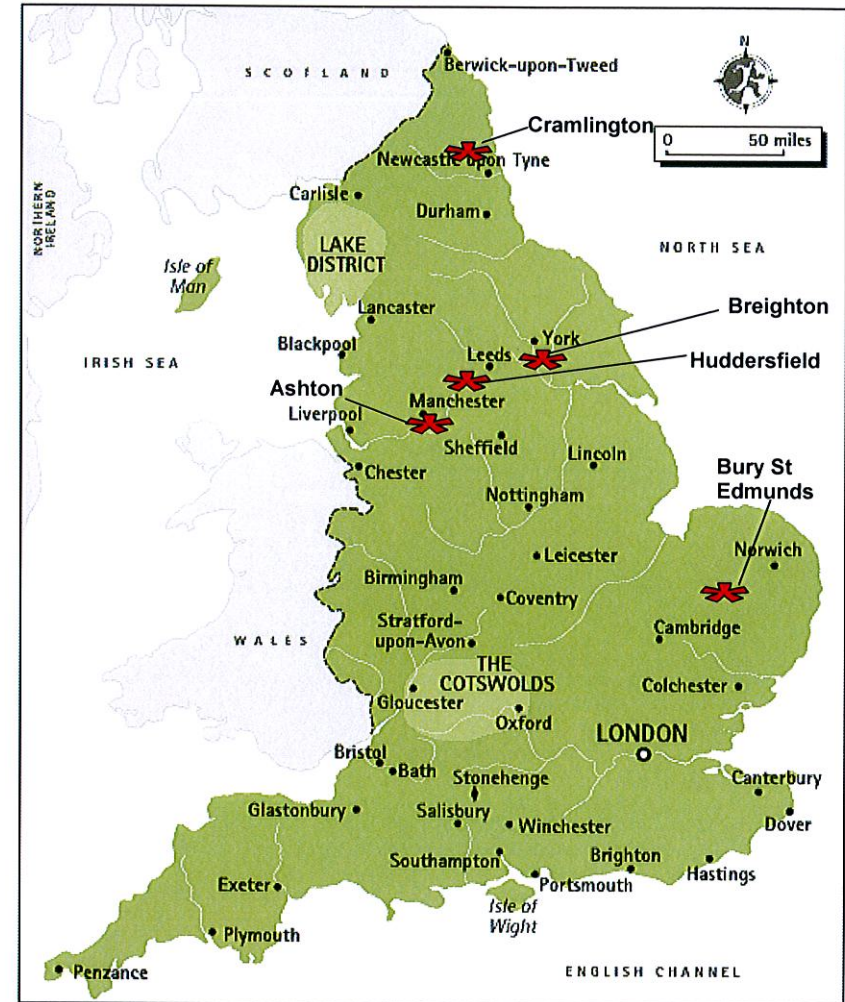 SCOTLAND
Berwick-upon-Tweed
N
Cramlington
0 50 miles
Newcastle upon Tyne
Carlisle
Durham
NORTHERN
IRELAND
LAKE
DISTRICT
NORTH SEA
Isle of
Man
Lancaster
Breighton
York
Blackpool
Leeds
IRISH SEA
Huddersfield
Ashton
Manchester
Liverpool
Sheffield
Lincoln
Chester
Bury St
Edmunds
Nottingham
Norwich
Leicester
Birmingham
Coventry
Stratford-
upon-Avon
Cambridge
WALES
THE
COTSWOLDS
Colchester
Gloucester
Oxford
LONDON
Bristol
Bath
Stonehenge
Canterbury
Glastonbury
Salisbury
Winchester
Dover
Southampton
Brighton
Hastings
Exeter
Portsmouth
Isle of
Wight
Plymouth
Penzance
ENGLISH CHANNEL